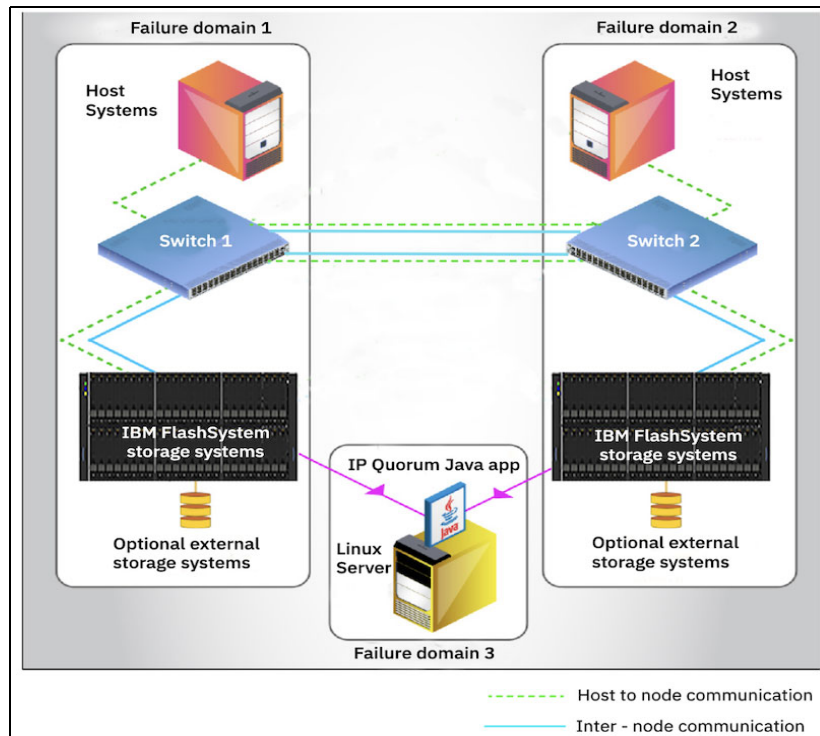 Failure domain 1
Failure domain 2
Host
Systems
Host
Systems
Switch 1
Switch 2
IBM FlashSystem
storage systems
IBM FlashSystem
storage systems
IP Quorum Java app
Java
Linux
Server
Optional external
storage systems
Optional external
storage systems
Failure domain 3
Host to node communication
Inter - node communication